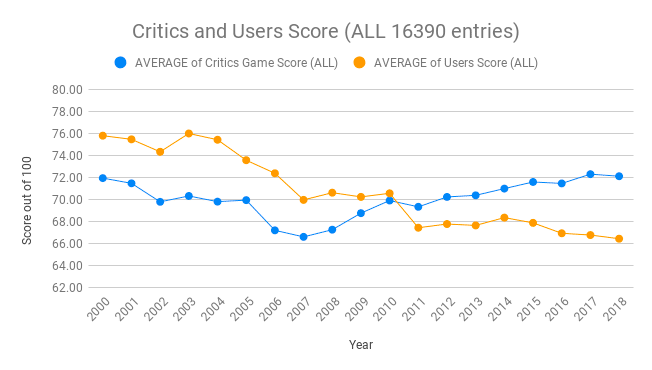 Critics and Users Score (ALL 16390 entries)
AVERAGE of Critics Game Score (ALL) AVERAGE of Users Score (ALL)
Score out of 100
80.00
78.00
76.00
74.00
72.00
70.00
68.00
66.00
64.00
62.00
2000 2001 2002 2003 2004 2005 2006 2007 2008 2009 2010 2011 2012 2013 2014 2015 2016 2017 2018
Year